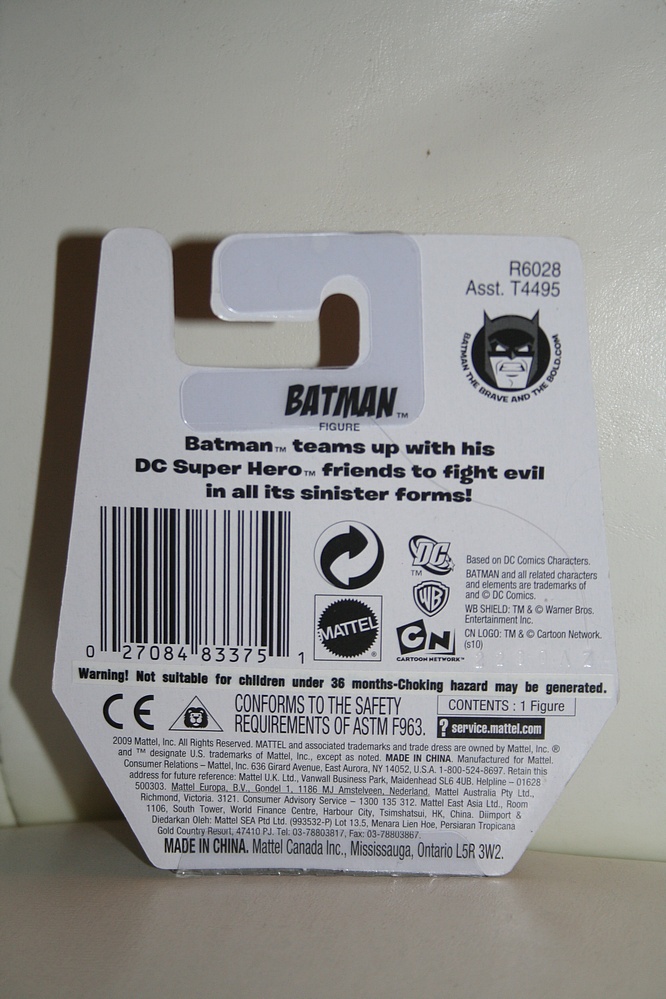 R6028
Asst. T4495
BATMAN THE BRAVE AND THE BOLD.COM
BATMAN™
FIGURE
Batman™ teams up with his
DC Super Hero™ friends to fight evil
in all its sinister forms!
DC
TM
WB
MATTEL
®
CN
CARTOON NETWORK™
Based on DC Comics Characters.
BATMAN and all related characters
and elements are trademarks of
and © DC Comics.
WB SHIELD: TM & © Warner Bros.
Entertainment Inc.
CN LOGO: TM & © Cartoon Network.
(s10)
0 27084 83375 1
Warning! Not suitable for children under 36 months-Choking hazard may be generated.
CE
CONFORMS TO THE SAFETY
REQUIREMENTS OF ASTM F963.
CONTENTS : 1 Figure
? service.mattel.com
2009 Mattel, Inc. All Rights Reserved. MATTEL and associated trademarks and trade dress are owned by Mattel, Inc. ®
and ™ designate U.S. trademarks of Mattel, Inc., except as noted. MADE IN CHINA. Manufactured for Mattel.
Consumer Relations – Mattel, Inc. 636 Girard Avenue, East Aurora, NY 14052, U.S.A. 1-800-524-8697. Retain this
address for future reference: Mattel U.K. Ltd., Vanwall Business Park, Maidenhead SL6 4UB. Helpline – 01628
500303. Mattel Europa, B.V., Gondel 1, 1186 MJ Amstelveen, Nederland. Mattel Australia Pty Ltd.,
Richmond, Victoria. 3121. Consumer Advisory Service – 1300 135 312. Mattel East Asia Ltd., Room
1106, South Tower, World Finance Centre, Harbour City, Tsimshatsui, HK, China. Diimport &
Diedarkan Oleh: Mattel SEA Ptd Ltd. (993532-P) Lot 13.5, Menara Lien Hoe, Persiaran Tropicana
Gold Country Resort, 47410 PJ. Tel: 03-78803817, Fax: 03-78803867.
MADE IN CHINA. Mattel Canada Inc., Mississauga, Ontario L5R 3W2.